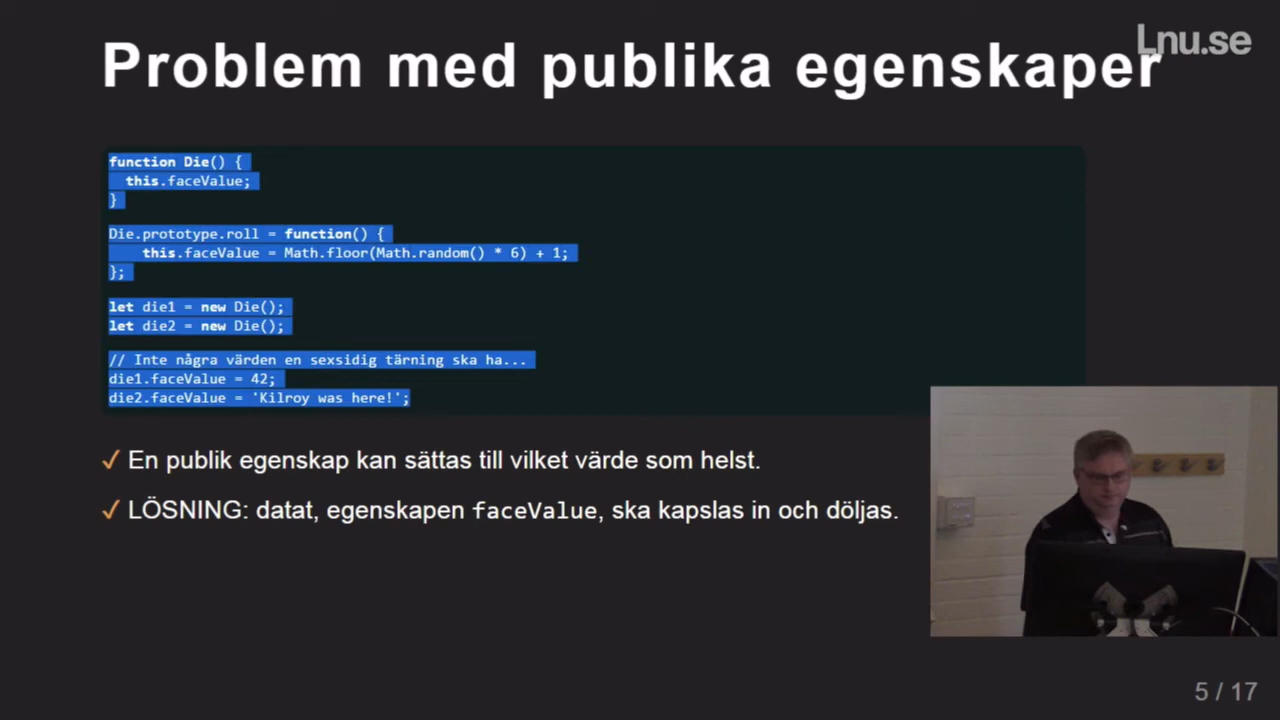 Problem med publika egenskaper
Lnu.se
function Die() {
  this.faceValue;
}
Die.prototype.roll = function() {
    this.faceValue = Math.floor(Math.random() * 6) + 1;
};
let die1 = new Die();
let die2 = new Die();
// Inte några värden en sexsidig tärning ska ha...
die1.faceValue = 42;
die2.faceValue = 'Kilroy was here!';
✓ En publik egenskap kan sättas till vilket värde som helst.
✓ LÖSNING: datat, egenskapen faceValue, ska kapslas in och döljas.
5 / 17